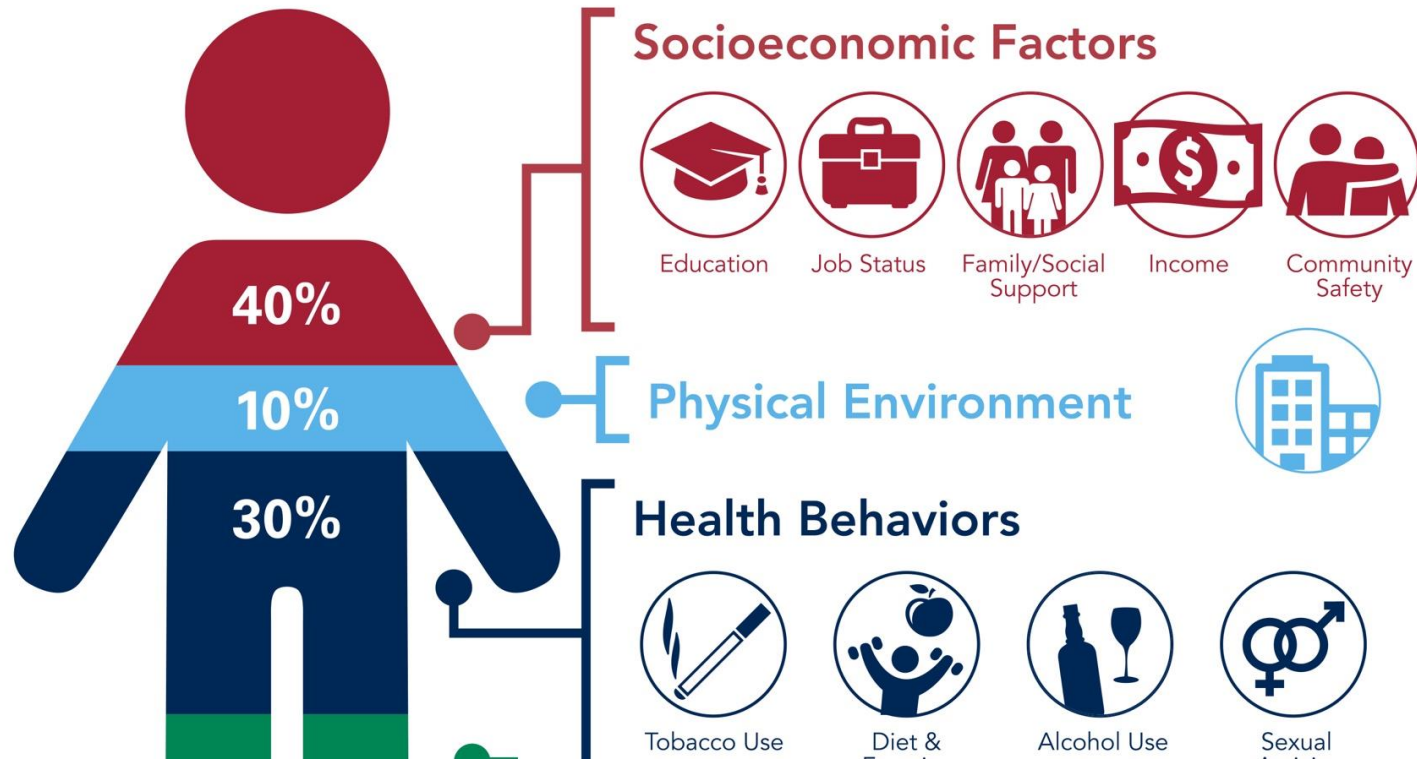 Socioeconomic Factors
Education
Job Status
Family/Social
Support
Income
$
Community
Safety
40%
10%
Physical Environment
30%
Health Behaviors
Tobacco Use
Diet &
Alcohol Use
Sexual